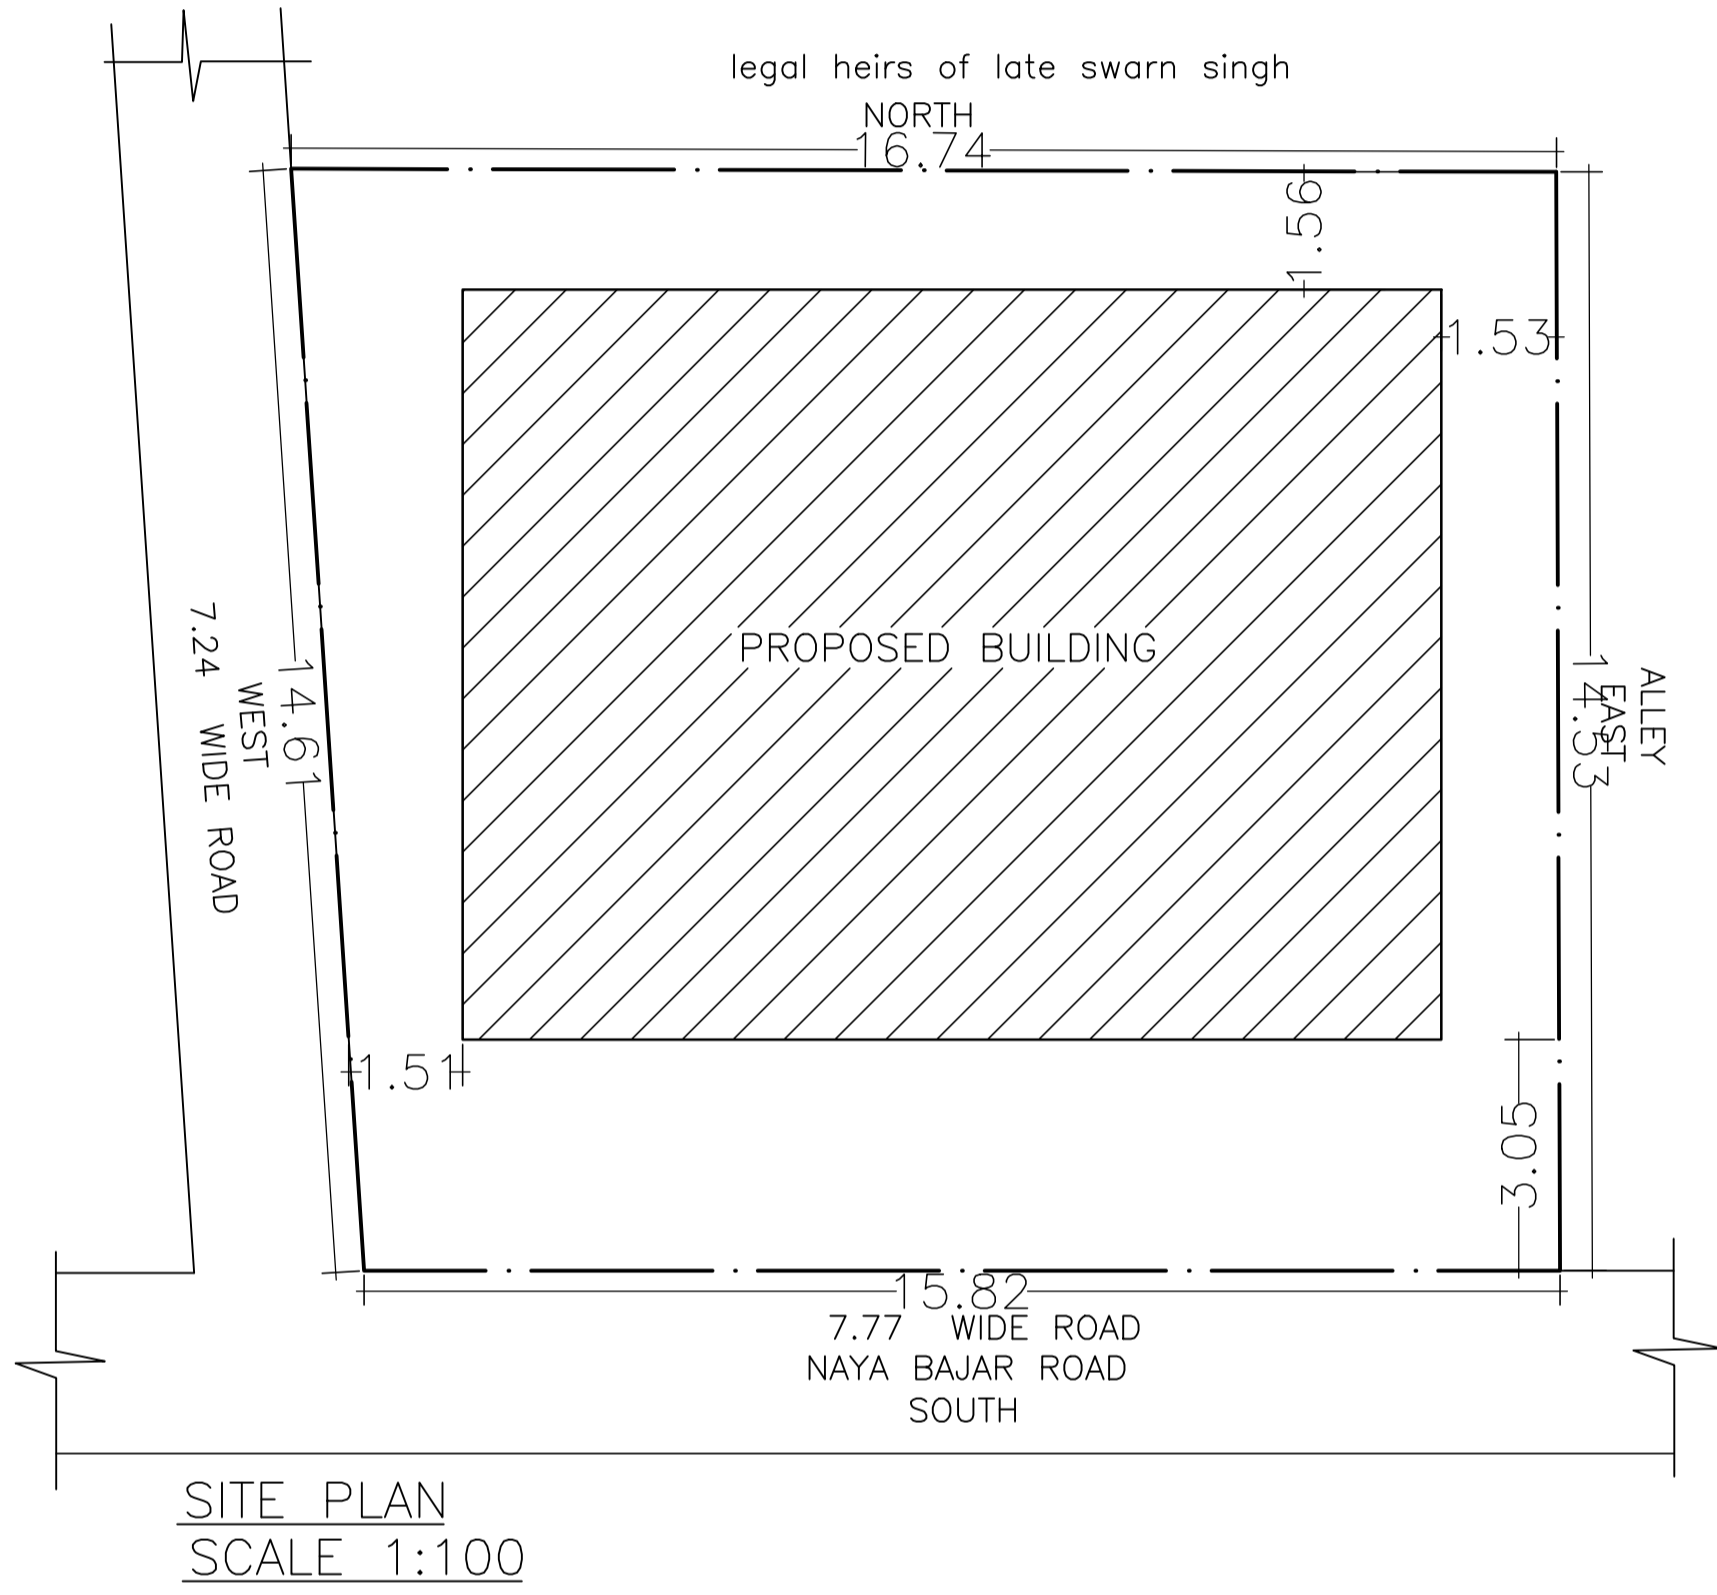 legal heirs of late swarn singh
NORTH
16.74
1.56
1.53
PROPOSED BUILDING
7.24 WIDE ROAD
WEST
14.61
14.53
EAST
ALLEY
1.51
3.05
15.82
7.77 WIDE ROAD
NAYA BAJAR ROAD
SOUTH
SITE PLAN
SCALE 1:100